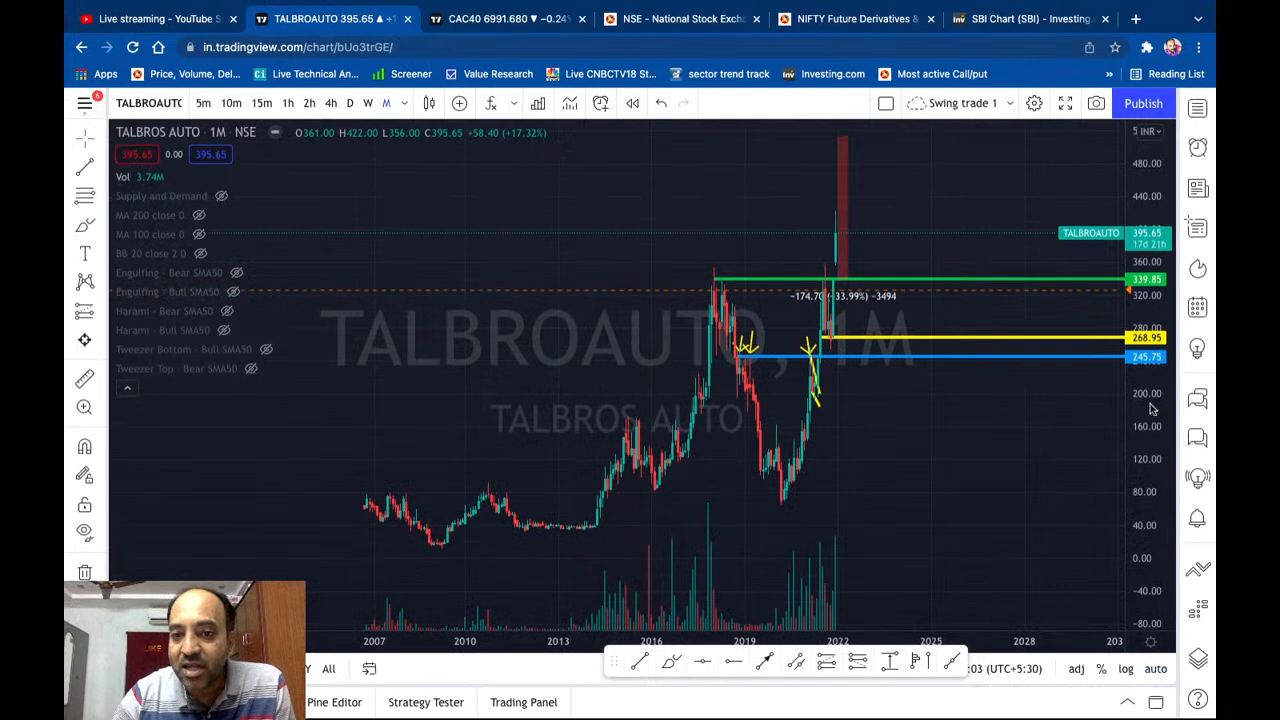 Live streaming - YouTube S
TALBROAUTO 395.65 ▲ +1
CAC40 6991.680 ▼ −0.24%
NSE - National Stock Exch
NIFTY Future Derivatives &
SBI Chart (SBI) - Investing.
in.tradingview.com/chart/bUo3trGE/
Apps
Price, Volume, Del...
Live Technical An...
Screener
Value Research
Live CNBCTV18 St...
sector trend track
Investing.com
Most active Call/put
»
Reading List
6
TALBROAUTO
5m 10m 15m 1h 2h 4h D W M
Swing trade 1
Publish
TALBROS AUTO · 1M · NSE
O361.00 H422.00 L356.00 C395.65 +58.40 (+17.32%)
395.65 0.00 395.65
Vol 3.74M
Supply and Demand
MA 200 close 0
MA 100 close 0
BB 20 close 2 0
Engulfing - Bear SMA50
Engulfing - Bull SMA50
Harami - Bear SMA50
Harami - Bull SMA50
Tweezer Bottom - Bull SMA50
Tweezer Top - Bear SMA50
TALBROAUTO, 1M
TALBROS AUTO
5 INR
480.00
440.00
TALBROAUTO 395.65
17d 21h
360.00
339.85
320.00
280.00
268.95
245.75
200.00
160.00
120.00
80.00
40.00
0.00
−40.00
−80.00
2007 2010 2013 2016 2019 2022 2025 2028 203
Y All
:03 (UTC+5:30)
adj % log auto
Pine Editor
Strategy Tester
Trading Panel